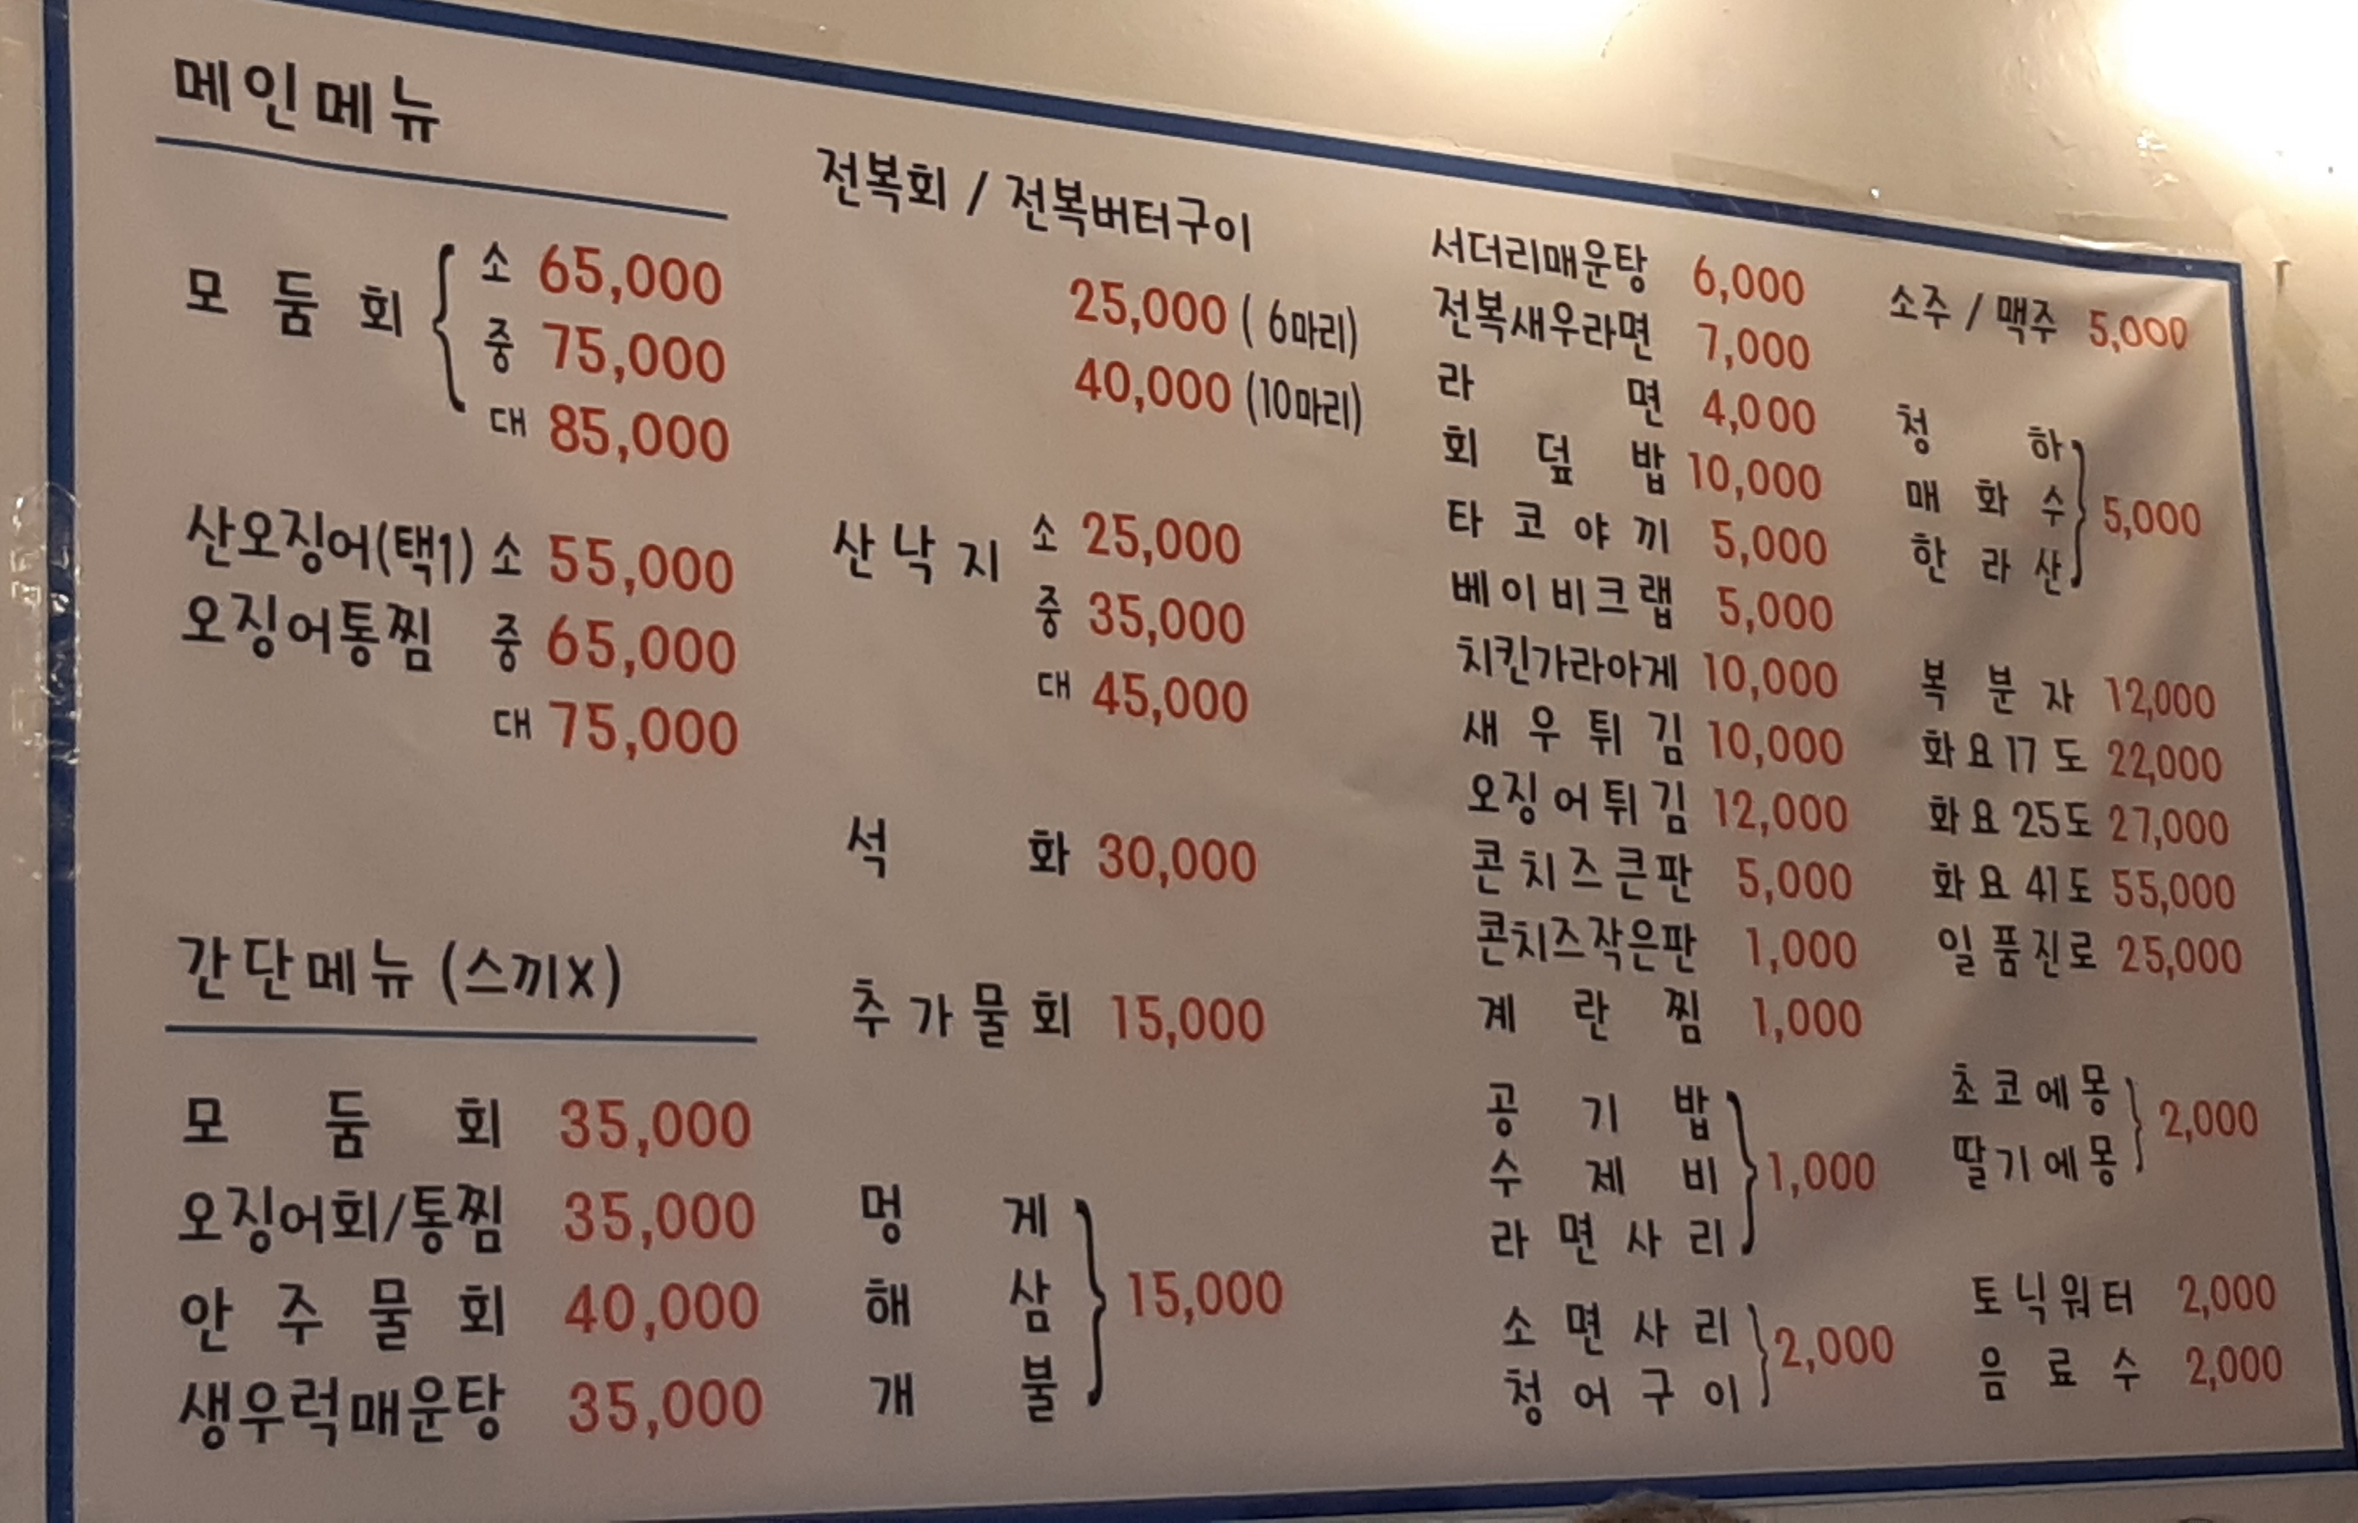 메인메뉴
모둠회 소 65,000
중 75,000
대 85,000
산오징어(택1) 소 55,000
오징어통찜 중 65,000
대 75,000
간단메뉴 (스끼X)
모둠회 35,000
오징어회/통찜 35,000
안주물회 40,000
생우럭매운탕 35,000
전복회 / 전복버터구이
25,000 ( 6마리)
40,000 (10마리)
산낙지 소 25,000
중 35,000
대 45,000
석화 30,000
추가물회 15,000
멍게
해삼 15,000
개불
서더리매운탕 6,000
전복새우라면 7,000
라면 4,000
회덮밥 10,000
타코야끼 5,000
베이비크랩 5,000
치킨가라아게 10,000
새우튀김 10,000
오징어튀김 12,000
콘치즈큰판 5,000
콘치즈작은판 1,000
계란찜 1,000
공기밥
수제비 1,000
라면사리
소면사리 2,000
청어구이
소주 / 맥주 5,000
청하
매화수 5,000
한라산
복분자 12,000
화요17도 22,000
화요25도 27,000
화요41도 55,000
일품진로 25,000
초코에몽 2,000
딸기에몽
토닉워터 2,000
음료수 2,000